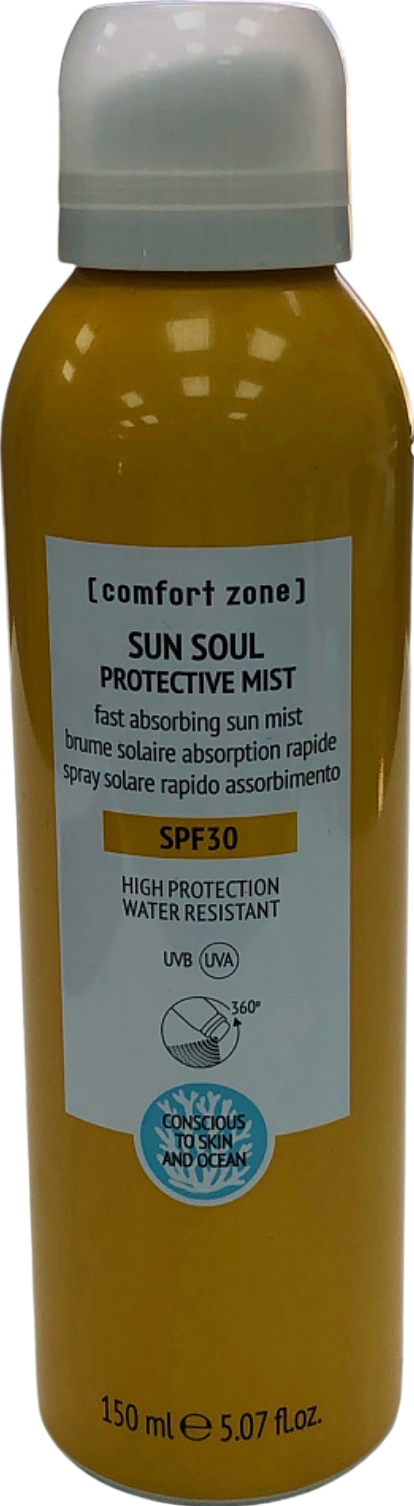 [comfort zone]
SUN SOUL
PROTECTIVE MIST
fast absorbing sun mist
brume solaire absorption rapide
spray solare rapido assorbimento
SPF30
HIGH PROTECTION
WATER RESISTANT
UVB UVA
360º
CONSCIOUS
TO SKIN
AND OCEAN
150 ml ℮ 5.07 fl.oz.